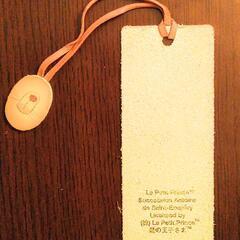 Le Petit Prince™
Succession Antoine
de Saint-Exupéry
Licensed by
(株) Le Petit Prince™
星の王子さま™